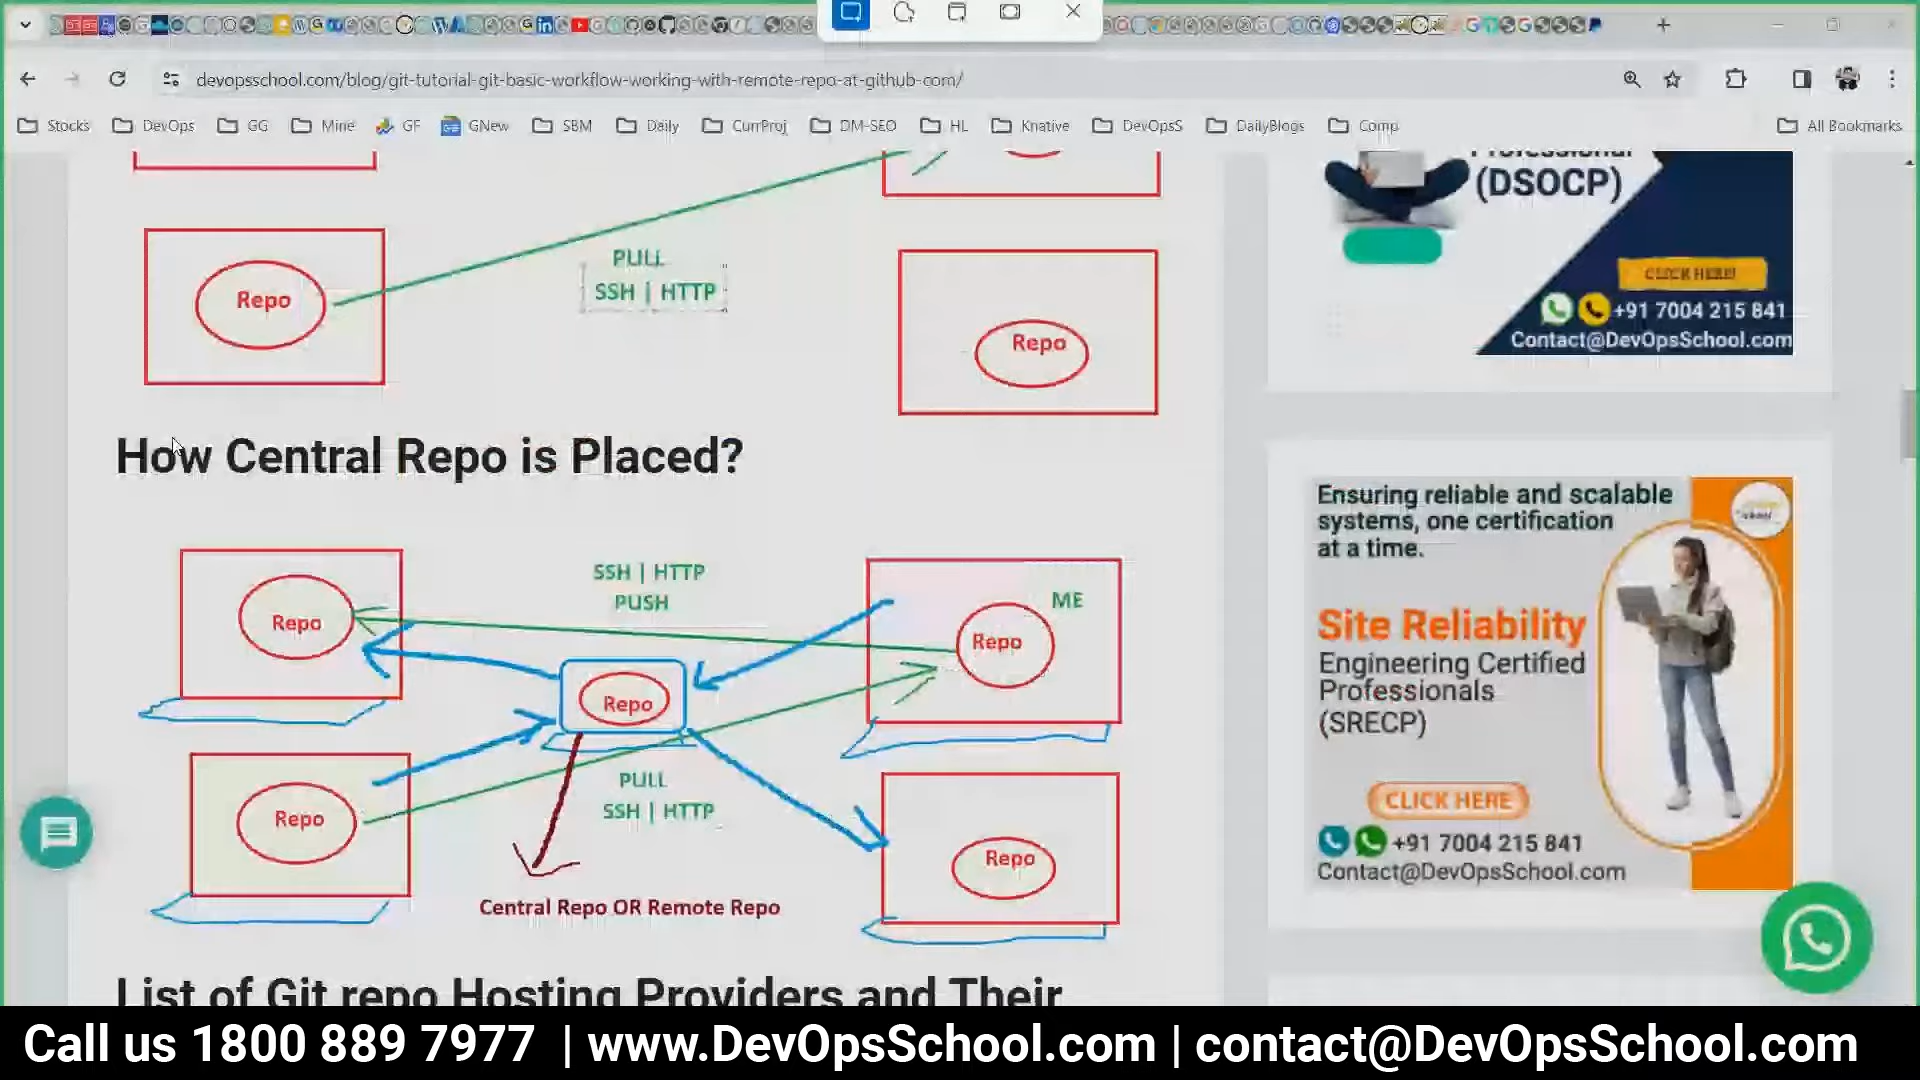 devopsschool.com/blog/git-tutorial-git-basic-workflow-working-with-remote-repo-at-github-com/
Stocks
DevOps
GG
Mine
GF
GNew
SBM
Daily
CurrProj
DM-SEO
HL
Knative
DevOpsS
DailyBlogs
Comp
All Bookmarks
PULL
SSH | HTTP
Repo
Repo
How Central Repo is Placed?
SSH | HTTP
PUSH
ME
Repo
Repo
Repo
PULL
SSH | HTTP
Repo
Repo
Central Repo OR Remote Repo
List of Git repo Hosting Providers and Their
Professional
(DSOCP)
CLICK HERE!
+91 7004 215 841
Contact@DevOpsSchool.com
Ensuring reliable and scalable
systems, one certification
at a time.
Site Reliability
Engineering Certified
Professionals
(SRECP)
CLICK HERE
+91 7004 215 841
Contact@DevOpsSchool.com
Call us 1800 889 7977 | www.DevOpsSchool.com | contact@DevOpsSchool.com